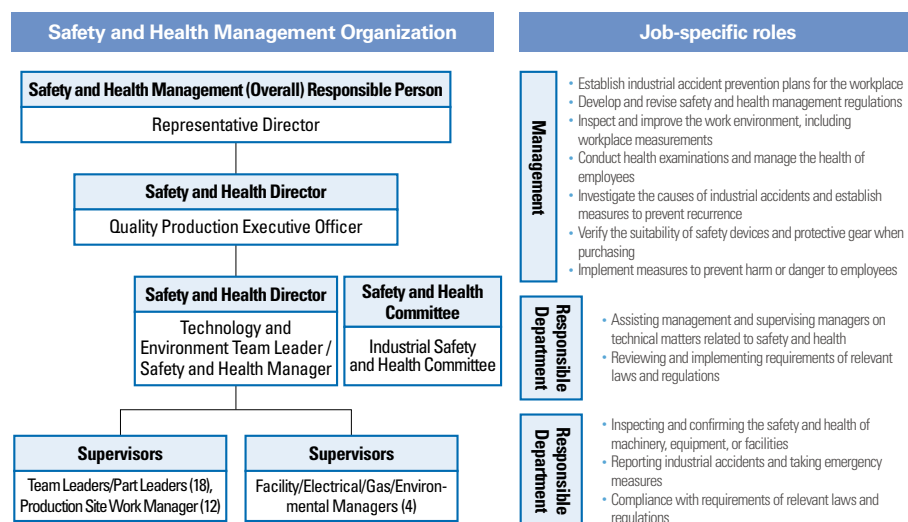 Safety and Health Management Organization
Safety and Health Management (Overall) Responsible Person
Representative Director
Safety and Health Director
Quality Production Executive Officer
Safety and Health Director
Technology and
Environment Team Leader /
Safety and Health Manager
Safety and Health
Committee
Industrial Safety
and Health Committee
Supervisors
Team Leaders/Part Leaders (18),
Production Site Work Manager (12)
Supervisors
Facility/Electrical/Gas/Environ-
mental Managers (4)
Job-specific roles
Management
• Establish industrial accident prevention plans for the workplace
• Develop and revise safety and health management regulations
• Inspect and improve the work environment, including
workplace measurements
• Conduct health examinations and manage the health of
employees
• Investigate the causes of industrial accidents and establish
measures to prevent recurrence
• Verify the suitability of safety devices and protective gear when
purchasing
• Implement measures to prevent harm or danger to employees
Responsible
Department
• Assisting management and supervising managers on
technical matters related to safety and health
• Reviewing and implementing requirements of relevant
laws and regulations
Responsible
Department
• Inspecting and confirming the safety and health of
machinery, equipment, or facilities
• Reporting industrial accidents and taking emergency
measures
• Compliance with requirements of relevant laws and
regulations